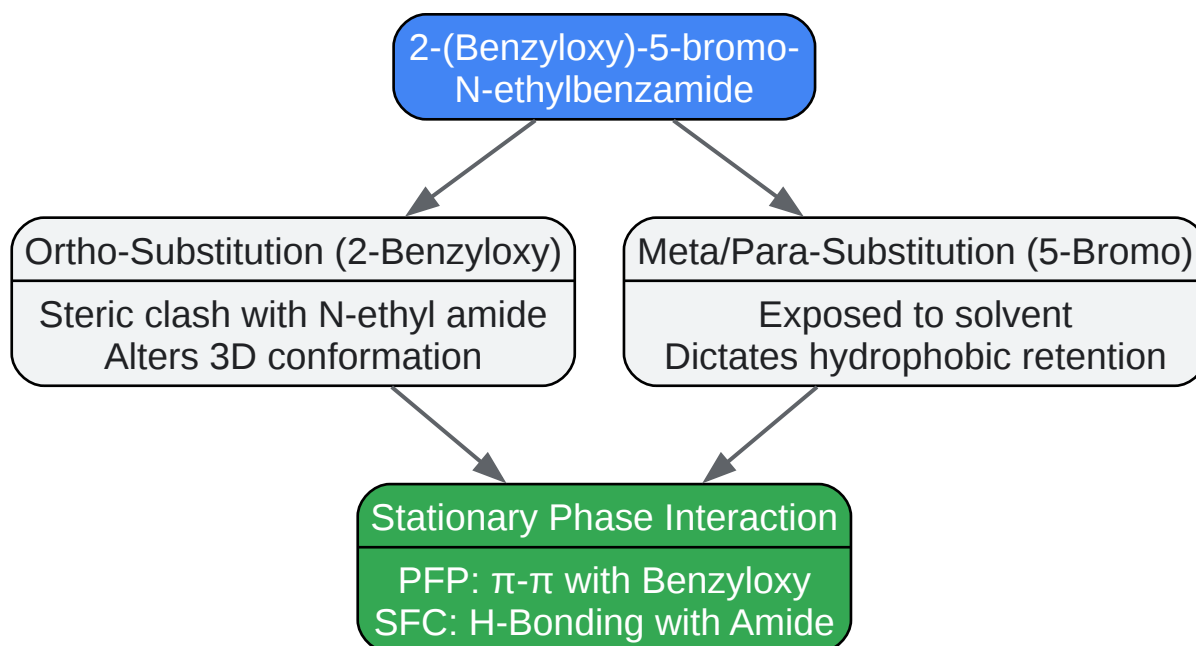 2-(Benzyloxy)-5-bromo-
N-ethylbenzamide
Ortho-Substitution (2-Benzyloxy)
Steric clash with N-ethyl amide
Alters 3D conformation
Meta/Para-Substitution (5-Bromo)
Exposed to solvent
Dictates hydrophobic retention
Stationary Phase Interaction
PFP: π-π with Benzyloxy
SFC: H-Bonding with Amide